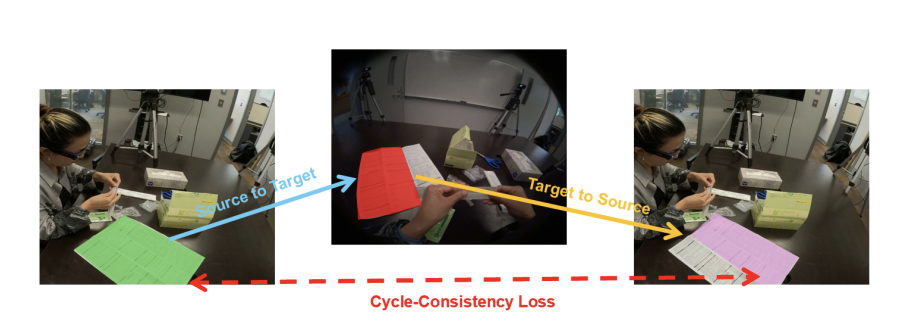 Source to Target
Target to Source
Cycle-Consistency Loss